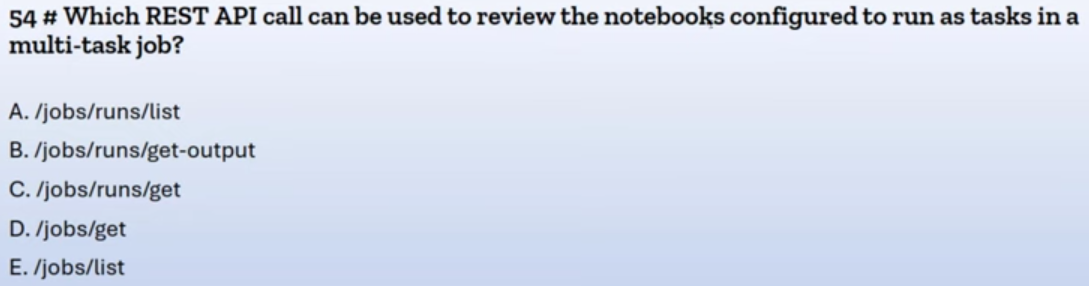 54 # Which REST API call can be used to review the notebooks configured to run as tasks in a
multi-task job?
A. /jobs/runs/list
B. /jobs/runs/get-output
C. /jobs/runs/get
D. /jobs/get
E. /jobs/list